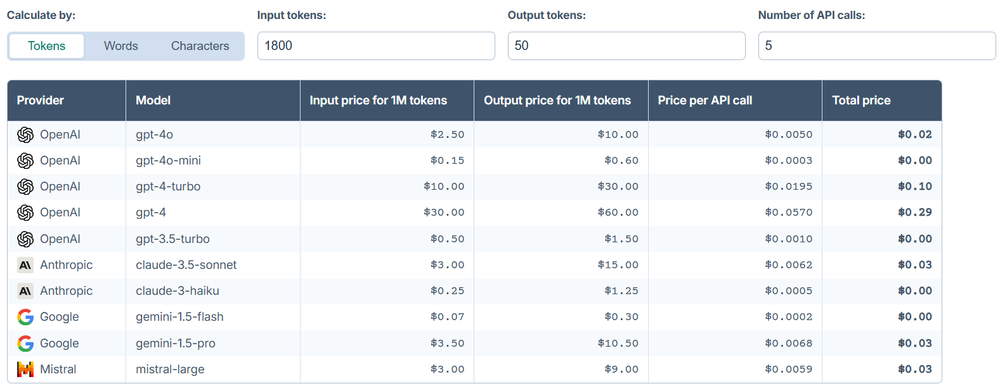 Calculate by: Input tokens: Output tokens: Number of API calls:
Tokens Words Characters 1800 50 5
Provider Model Input price for 1M tokens Output price for 1M tokens Price per API call Total price
OpenAI gpt-4o $2.50 $10.00 $0.0050 $0.02
OpenAI gpt-4o-mini $0.15 $0.60 $0.0003 $0.00
OpenAI gpt-4-turbo $10.00 $30.00 $0.0195 $0.10
OpenAI gpt-4 $30.00 $60.00 $0.0570 $0.29
OpenAI gpt-3.5-turbo $0.50 $1.50 $0.0010 $0.00
Anthropic claude-3.5-sonnet $3.00 $15.00 $0.0062 $0.03
Anthropic claude-3-haiku $0.25 $1.25 $0.0005 $0.00
Google gemini-1.5-flash $0.07 $0.30 $0.0002 $0.00
Google gemini-1.5-pro $3.50 $10.50 $0.0068 $0.03
Mistral mistral-large $3.00 $9.00 $0.0059 $0.03